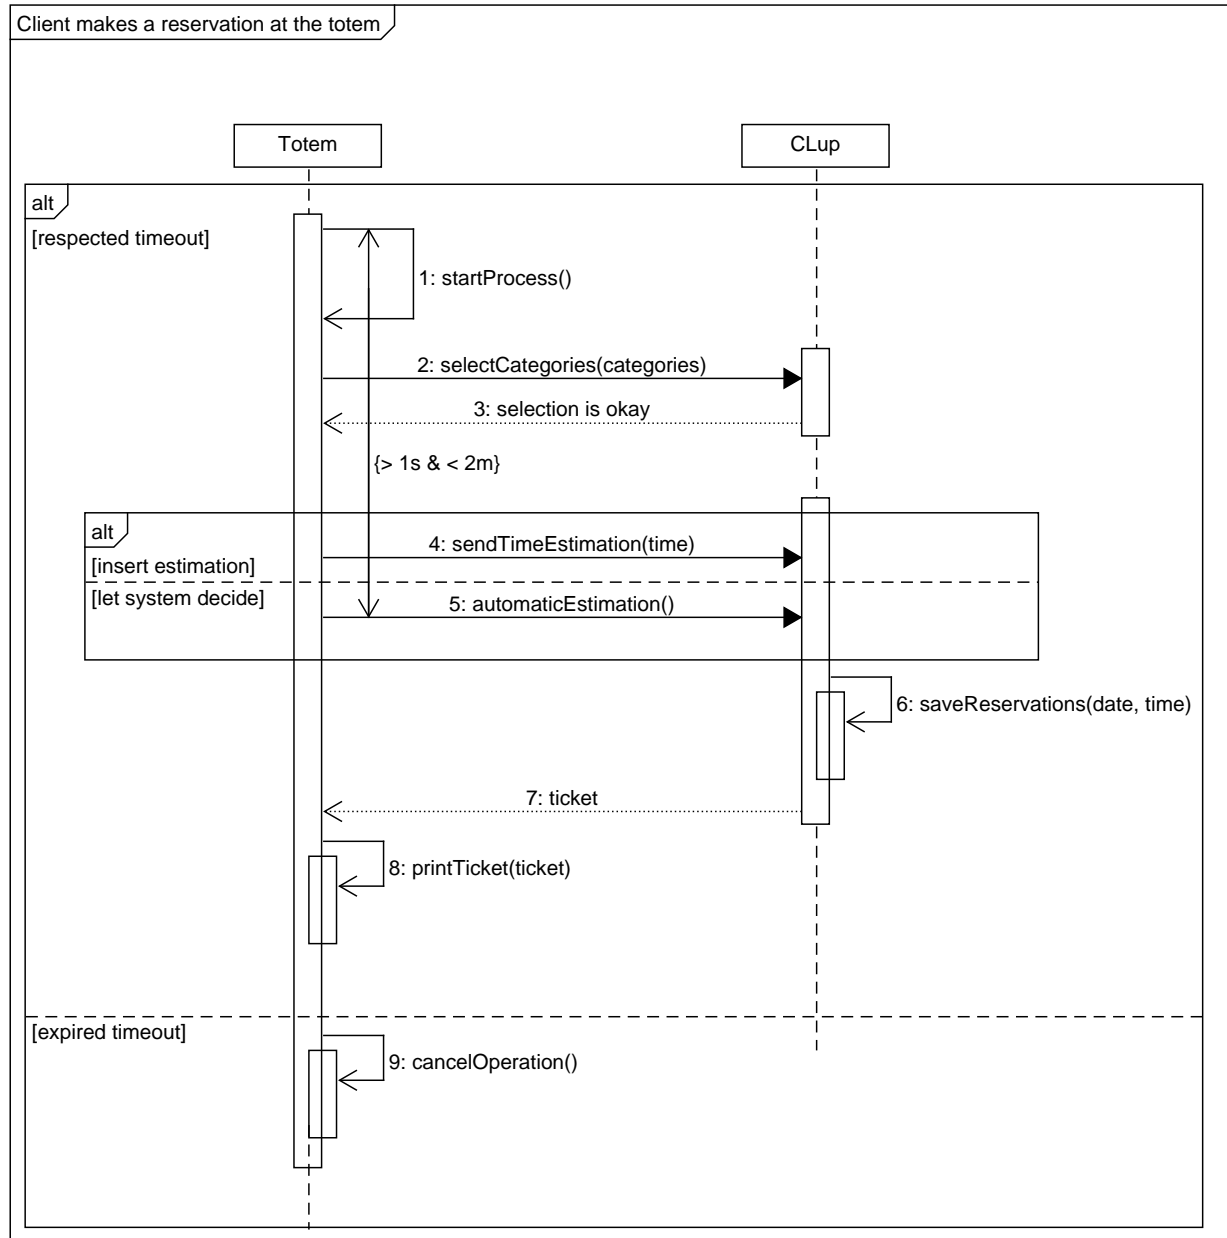 Client makes a reservation at the totem
Totem
CLup
alt
[respected timeout]
1: startProcess()
2: selectCategories(categories)
3: selection is okay
{> 1s & < 2m}
alt
4: sendTimeEstimation(time)
[insert estimation]
[let system decide]
5: automaticEstimation()
6: saveReservations(date, time)
7: ticket
8: printTicket(ticket)
[expired timeout]
9: cancelOperation()